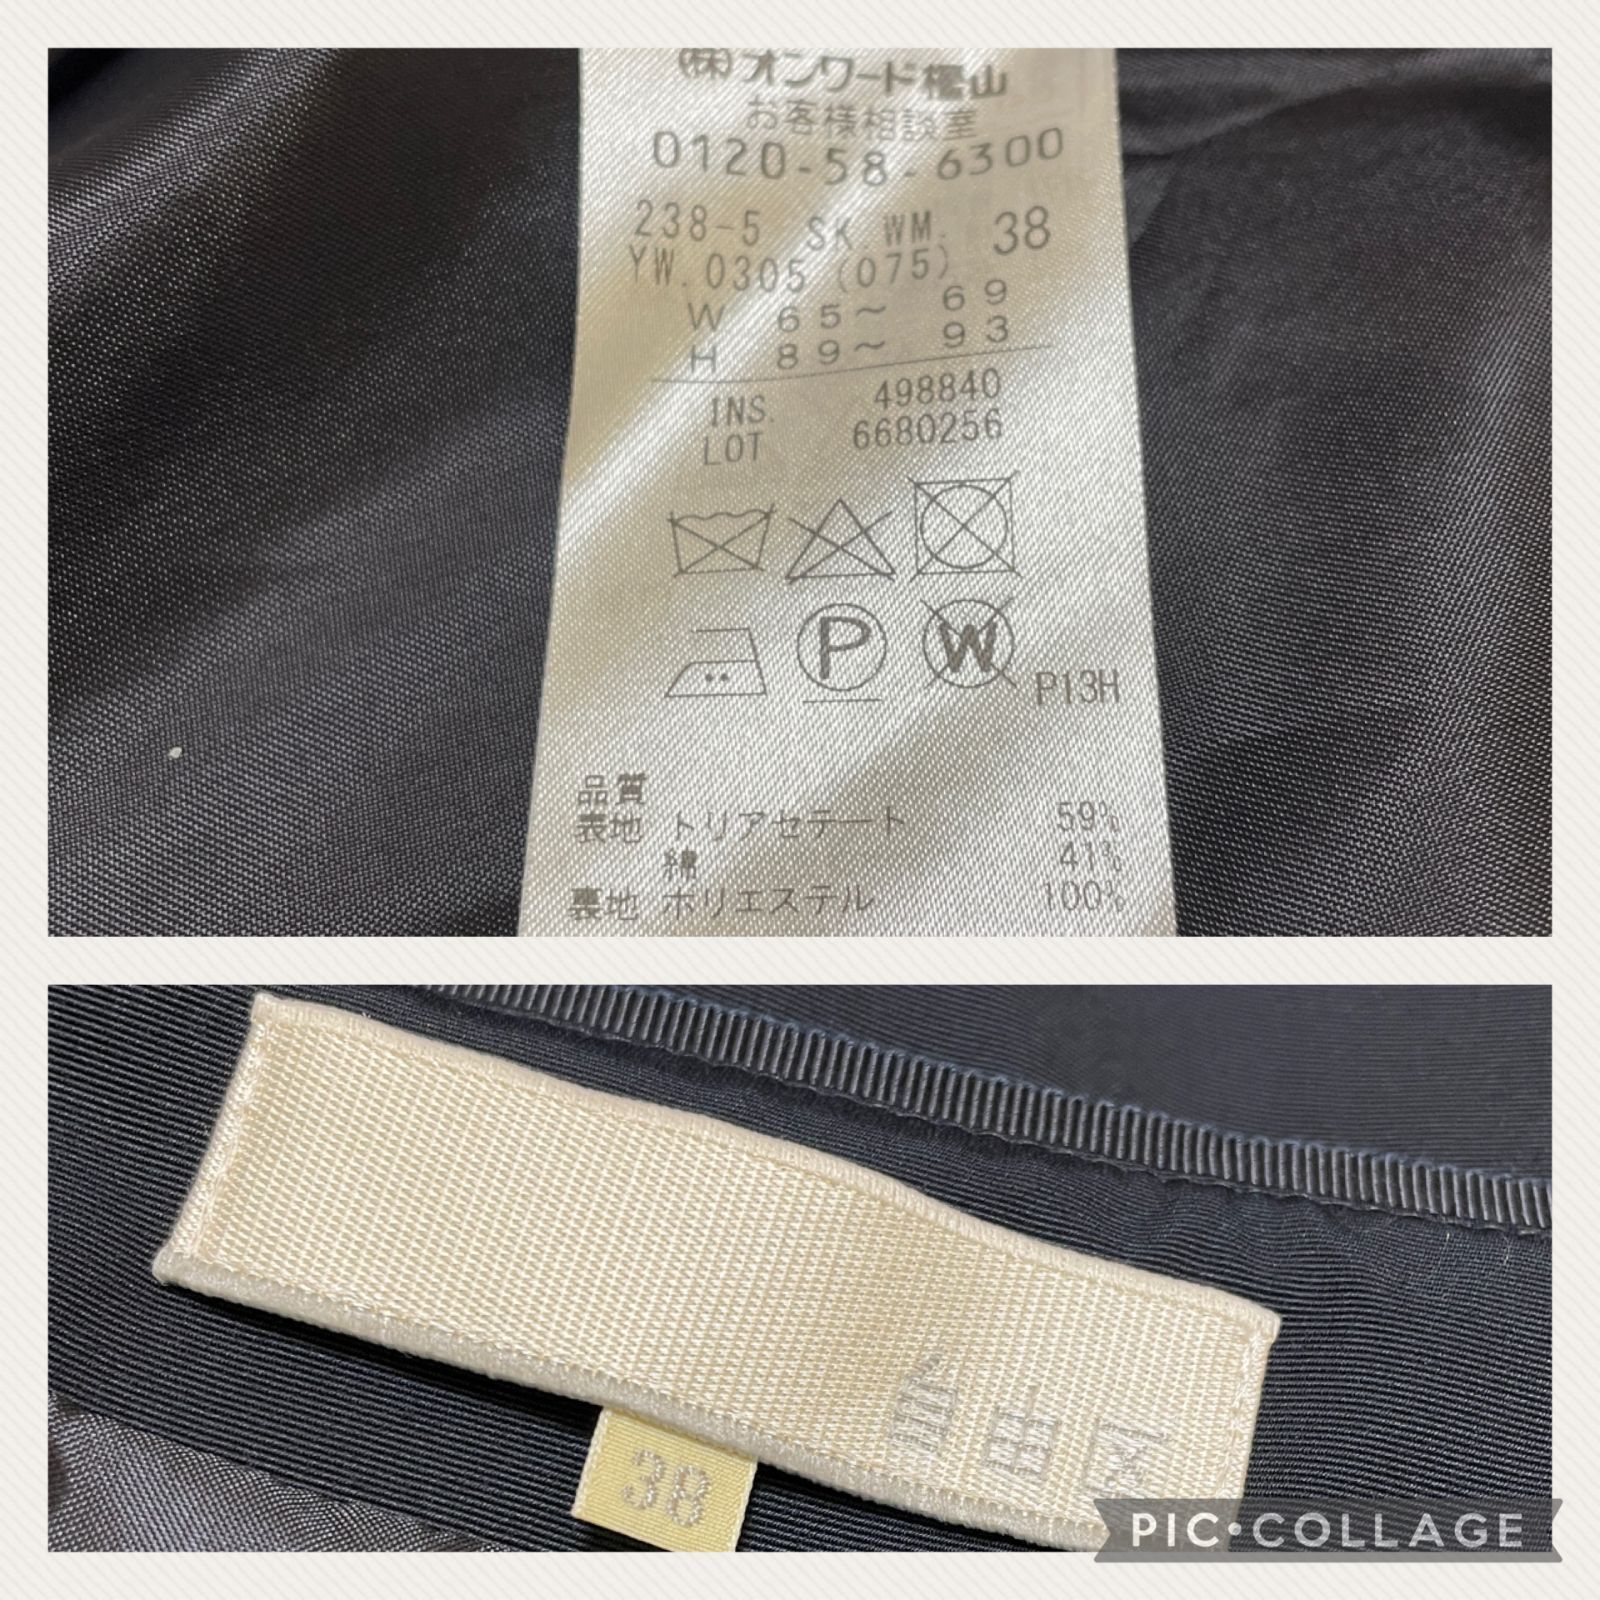 (株)オンワード樫山
お客様相談室
0120-58-6300
238-5 SK.WM. 38
YW.0305(075)
W 65~ 69
H 89~ 93
INS. 498840
LOT 6680256
P
W
P13H
品質
表地 トリアセテート 59%
綿 41%
裏地 ポリエステル 100%
自由区
38
PIC•COLLAGE